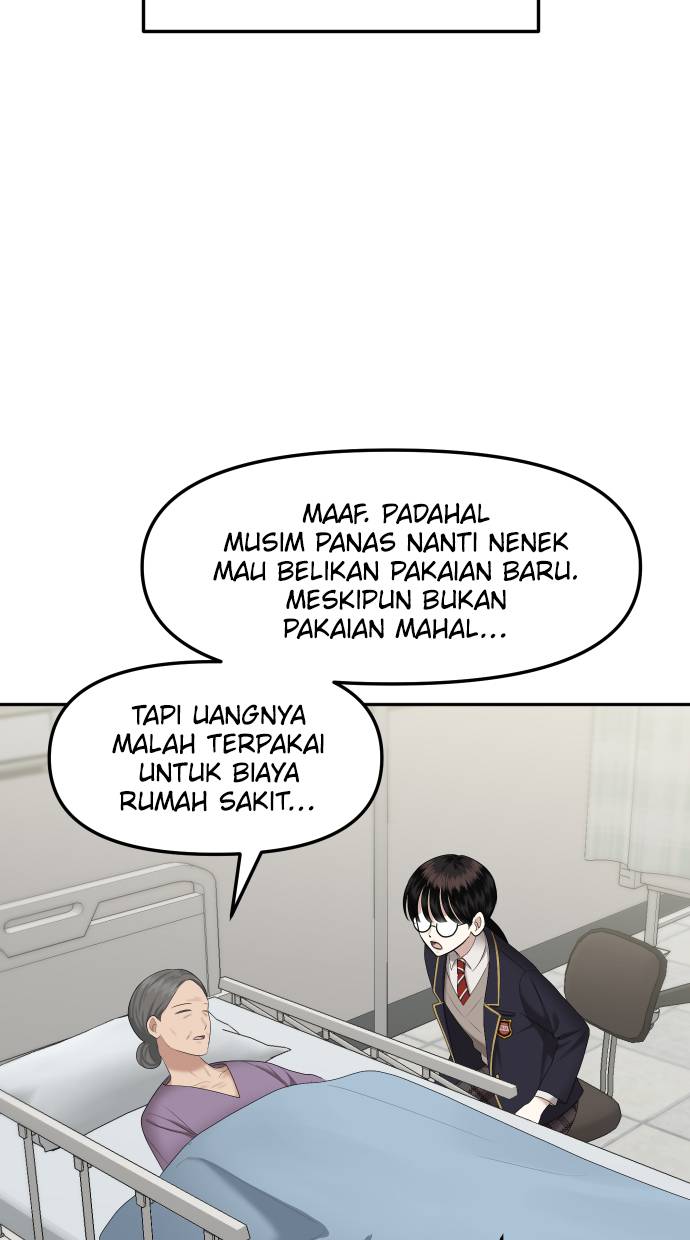 MAAF. PADAHAL
MUSIM PANAS NANTI NENEK
MAU BELIKAN PAKAIAN BARU.
MESKIPUN BUKAN
PAKAIAN MAHAL...
TAPI UANGNYA
MALAH TERPAKAI
UNTUK BIAYA
RUMAH SAKIT...